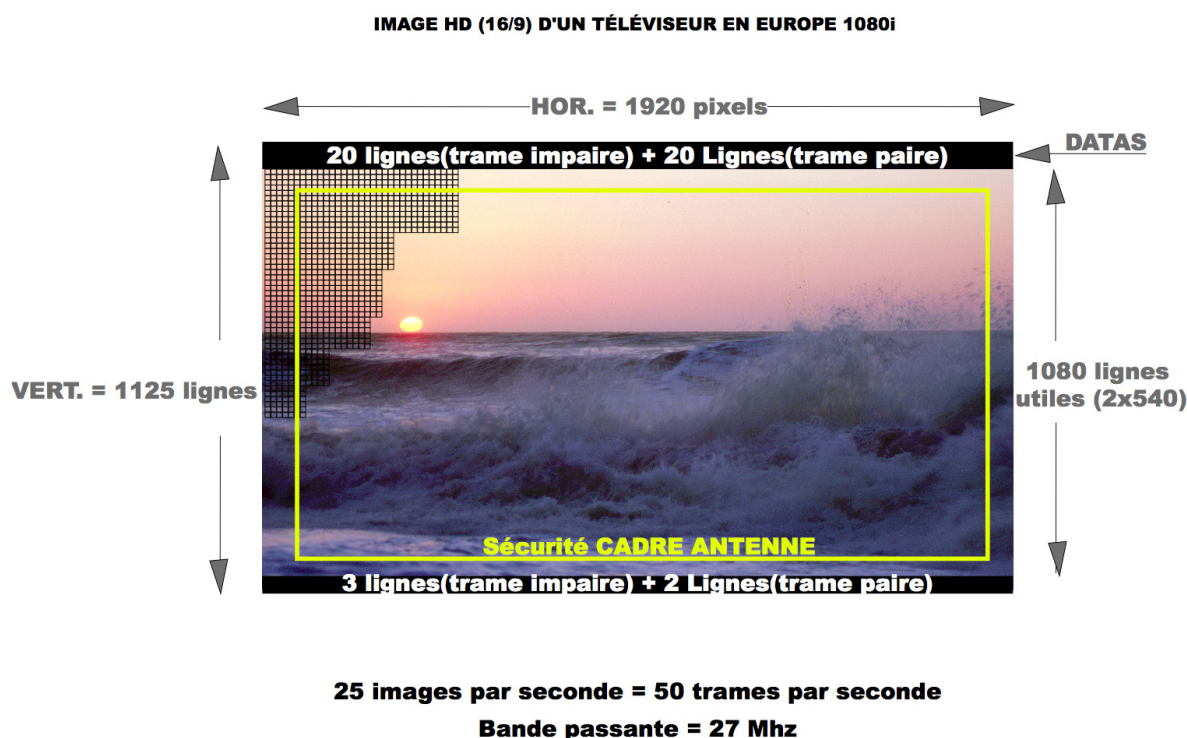 IMAGE HD (16/9) D'UN TÉLÉVISEUR EN EUROPE 1080i
HOR. = 1920 pixels
DATAS
20 lignes(trame impaire) + 20 Lignes(trame paire)
VERT. = 1125 lignes
1080 lignes
utiles (2x540)
Sécurité CADRE ANTENNE
3 lignes(trame impaire) + 2 Lignes(trame paire)
25 images par seconde = 50 trames par seconde
Bande passante = 27 Mhz